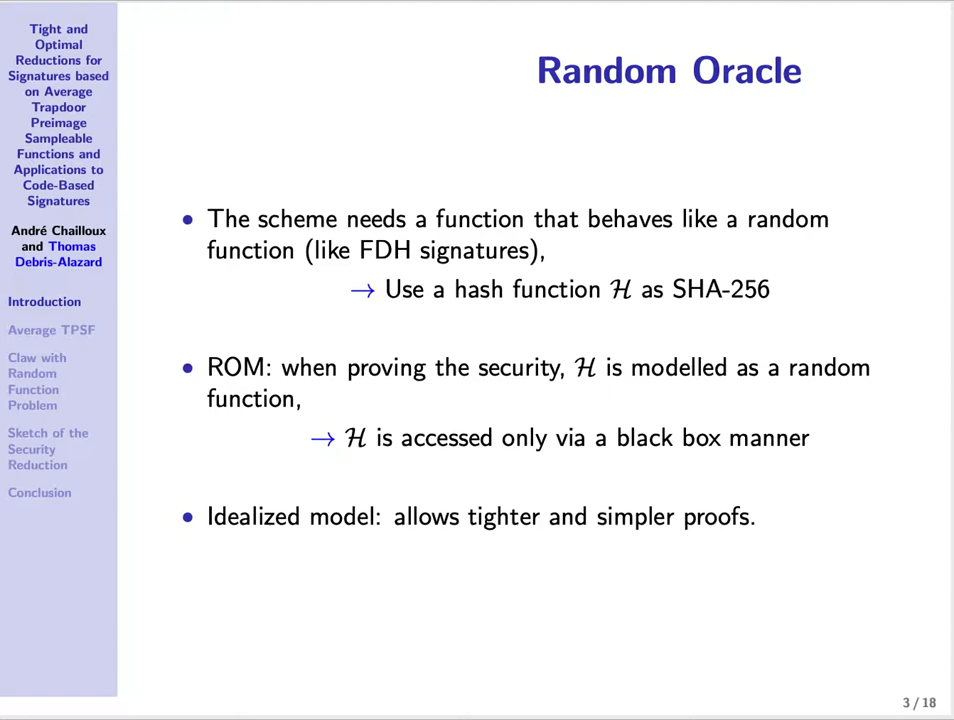 Tight and
Optimal
Reductions for
Signatures based
on Average
Trapdoor
Preimage
Sampleable
Functions and
Applications to
Code-Based
Signatures
André Chailloux
and Thomas
Debris-Alazard
Introduction
Average TPSF
Claw with
Random
Function
Problem
Sketch of the
Security
Reduction
Conclusion
Random Oracle
• The scheme needs a function that behaves like a random
function (like FDH signatures),
→ Use a hash function ℋ as SHA-256
• ROM: when proving the security, ℋ is modelled as a random
function,
→ ℋ is accessed only via a black box manner
• Idealized model: allows tighter and simpler proofs.
3 / 18